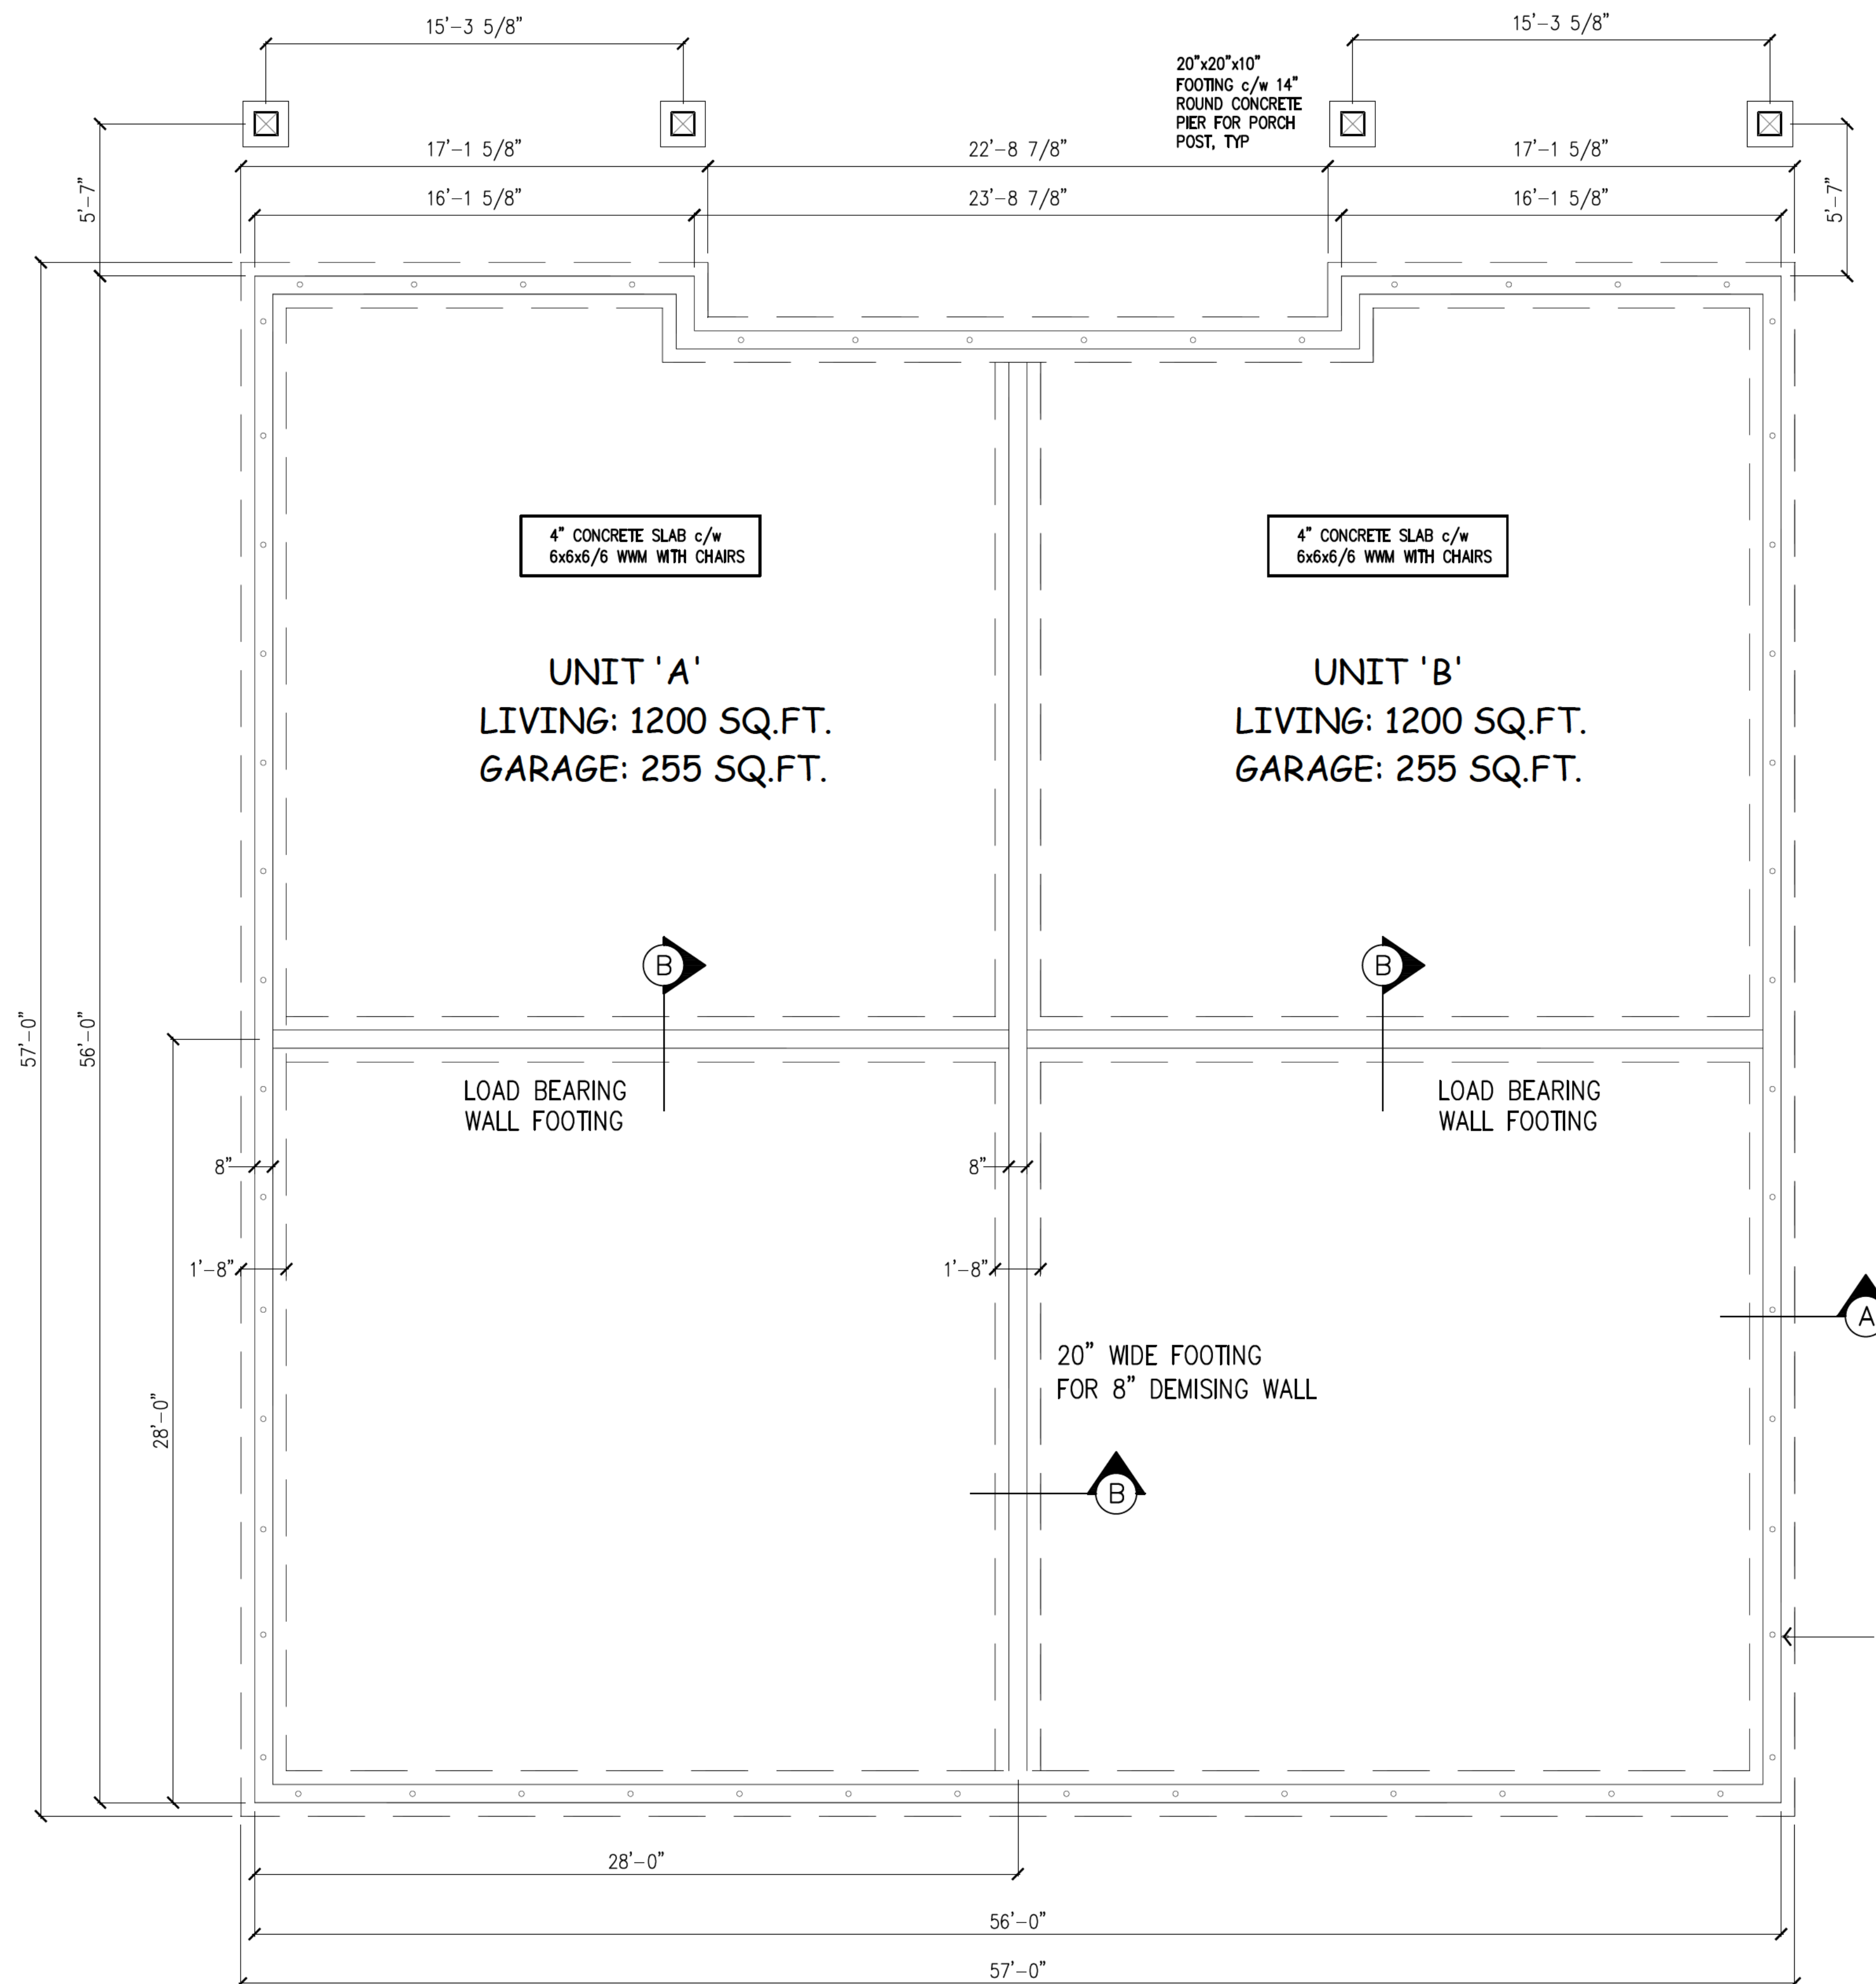 15'-3 5/8"
15'-3 5/8"
20"x20"x10"
FOOTING c/w 14"
ROUND CONCRETE
PIER FOR PORCH
POST, TYP
17'-1 5/8"
22'-8 7/8"
17'-1 5/8"
5'-7"
16'-1 5/8"
23'-8 7/8"
16'-1 5/8"
5'-7"
4" CONCRETE SLAB c/w
6x6x6/6 WWM WITH CHAIRS
4" CONCRETE SLAB c/w
6x6x6/6 WWM WITH CHAIRS
UNIT 'A'
LIVING: 1200 SQ.FT.
GARAGE: 255 SQ.FT.
UNIT 'B'
LIVING: 1200 SQ.FT.
GARAGE: 255 SQ.FT.
B
B
57'-0"
56'-0"
LOAD BEARING
WALL FOOTING
LOAD BEARING
WALL FOOTING
8"
8"
1'-8"
1'-8"
A
20" WIDE FOOTING
FOR 8" DEMISING WALL
28'-0"
B
28'-0"
56'-0"
57'-0"